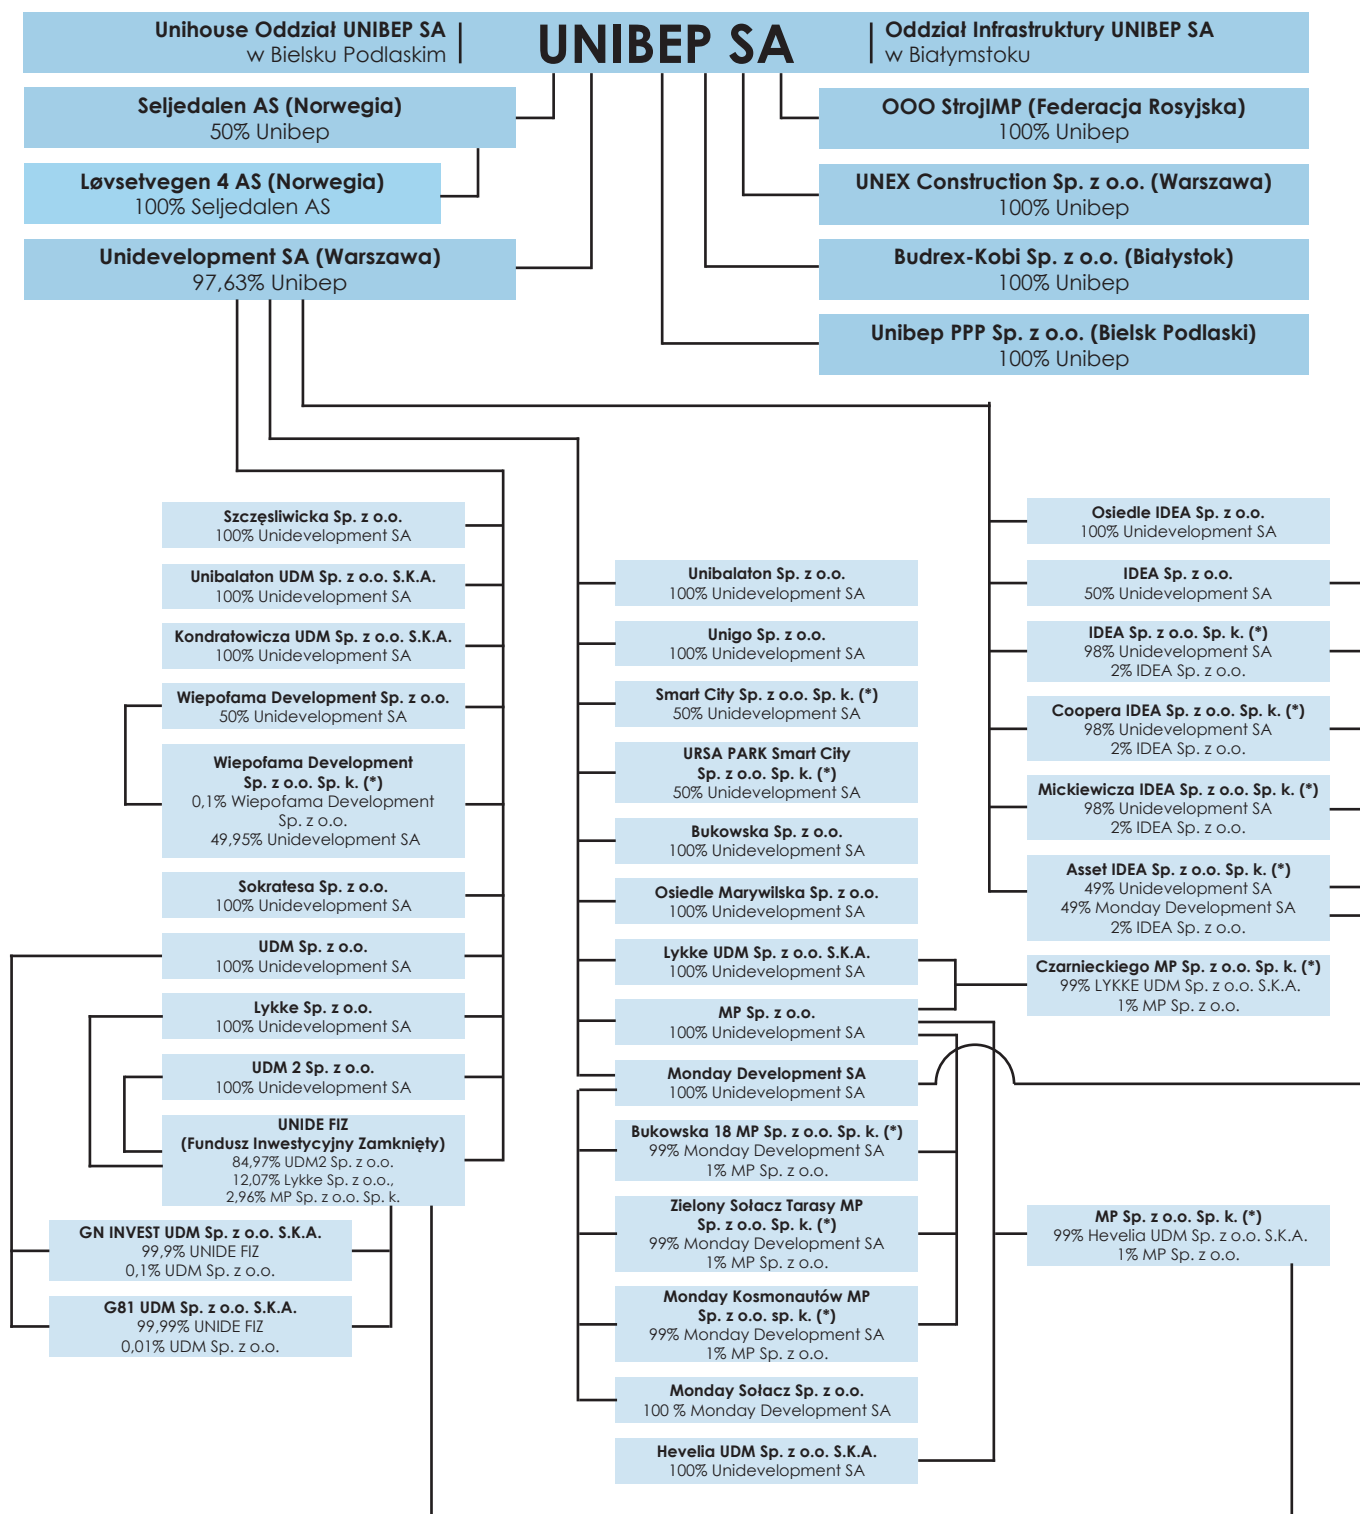 Unihouse Oddział UNIBEP SA
w Bielsku Podlaskim
UNIBEP SA
Oddział Infrastruktury UNIBEP SA
w Białymstoku
Seljedalen AS (Norwegia)
50% Unibep
Løvsetvegen 4 AS (Norwegia)
100% Seljedalen AS
Unidevelopment SA (Warszawa)
97,63% Unibep
OOO StrojIMP (Federacja Rosyjska)
100% Unibep
UNEX Construction Sp. z o.o. (Warszawa)
100% Unibep
Budrex-Kobi Sp. z o.o. (Białystok)
100% Unibep
Unibep PPP Sp. z o.o. (Bielsk Podlaski)
100% Unibep
Szczęsliwicka Sp. z o.o.
100% Unidevelopment SA
Unibalaton UDM Sp. z o.o. S.K.A.
100% Unidevelopment SA
Kondratowicza UDM Sp. z o.o. S.K.A.
100% Unidevelopment SA
Wiepofama Development Sp. z o.o.
50% Unidevelopment SA
Wiepofama Development
Sp. z o.o. Sp. k. (*)
0,1% Wiepofama Development
Sp. z o.o.
49,95% Unidevelopment SA
Sokratesa Sp. z o.o.
100% Unidevelopment SA
UDM Sp. z o.o.
100% Unidevelopment SA
Lykke Sp. z o.o.
100% Unidevelopment SA
UDM 2 Sp. z o.o.
100% Unidevelopment SA
UNIDE FIZ
(Fundusz Inwestycyjny Zamknięty)
84,97% UDM2 Sp. z o.o.
12,07% Lykke Sp. z o.o.,
2,96% MP Sp. z o.o. Sp. k.
GN INVEST UDM Sp. z o.o. S.K.A.
99,9% UNIDE FIZ
0,1% UDM Sp. z o.o.
G81 UDM Sp. z o.o. S.K.A.
99,99% UNIDE FIZ
0,01% UDM Sp. z o.o.
Unibalaton Sp. z o.o.
100% Unidevelopment SA
Unigo Sp. z o.o.
100% Unidevelopment SA
Smart City Sp. z o.o. Sp. k. (*)
50% Unidevelopment SA
URSA PARK Smart City
Sp. z o.o. Sp. k. (*)
50% Unidevelopment SA
Bukowska Sp. z o.o.
100% Unidevelopment SA
Osiedle Marywilska Sp. z o.o.
100% Unidevelopment SA
Lykke UDM Sp. z o.o. S.K.A.
100% Unidevelopment SA
MP Sp. z o.o.
100% Unidevelopment SA
Monday Development SA
100% Unidevelopment SA
Bukowska 18 MP Sp. z o.o. Sp. k. (*)
99% Monday Development SA
1% MP Sp. z o.o.
Zielony Sołacz Tarasy MP
Sp. z o.o. Sp. k. (*)
99% Monday Development SA
1% MP Sp. z o.o.
Monday Kosmonautów MP
Sp. z o.o. sp. k. (*)
99% Monday Development SA
1% MP Sp. z o.o.
Monday Sołacz Sp. z o.o.
100 % Monday Development SA
Hevelia UDM Sp. z o.o. S.K.A.
100% Unidevelopment SA
Osiedle IDEA Sp. z o.o.
100% Unidevelopment SA
IDEA Sp. z o.o.
50% Unidevelopment SA
IDEA Sp. z o.o. Sp. k. (*)
98% Unidevelopment SA
2% IDEA Sp. z o.o.
Coopera IDEA Sp. z o.o. Sp. k. (*)
98% Unidevelopment SA
2% IDEA Sp. z o.o.
Mickiewicza IDEA Sp. z o.o. Sp. k. (*)
98% Unidevelopment SA
2% IDEA Sp. z o.o.
Asset IDEA Sp. z o.o. Sp. k. (*)
49% Unidevelopment SA
49% Monday Development SA
2% IDEA Sp. z o.o.
Czarnieckiego MP Sp. z o.o. Sp. k. (*)
99% LYKKE UDM Sp. z o.o. S.K.A.
1% MP Sp. z o.o.
MP Sp. z o.o. Sp. k. (*)
99% Hevelia UDM Sp. z o.o. S.K.A.
1% MP Sp. z o.o.